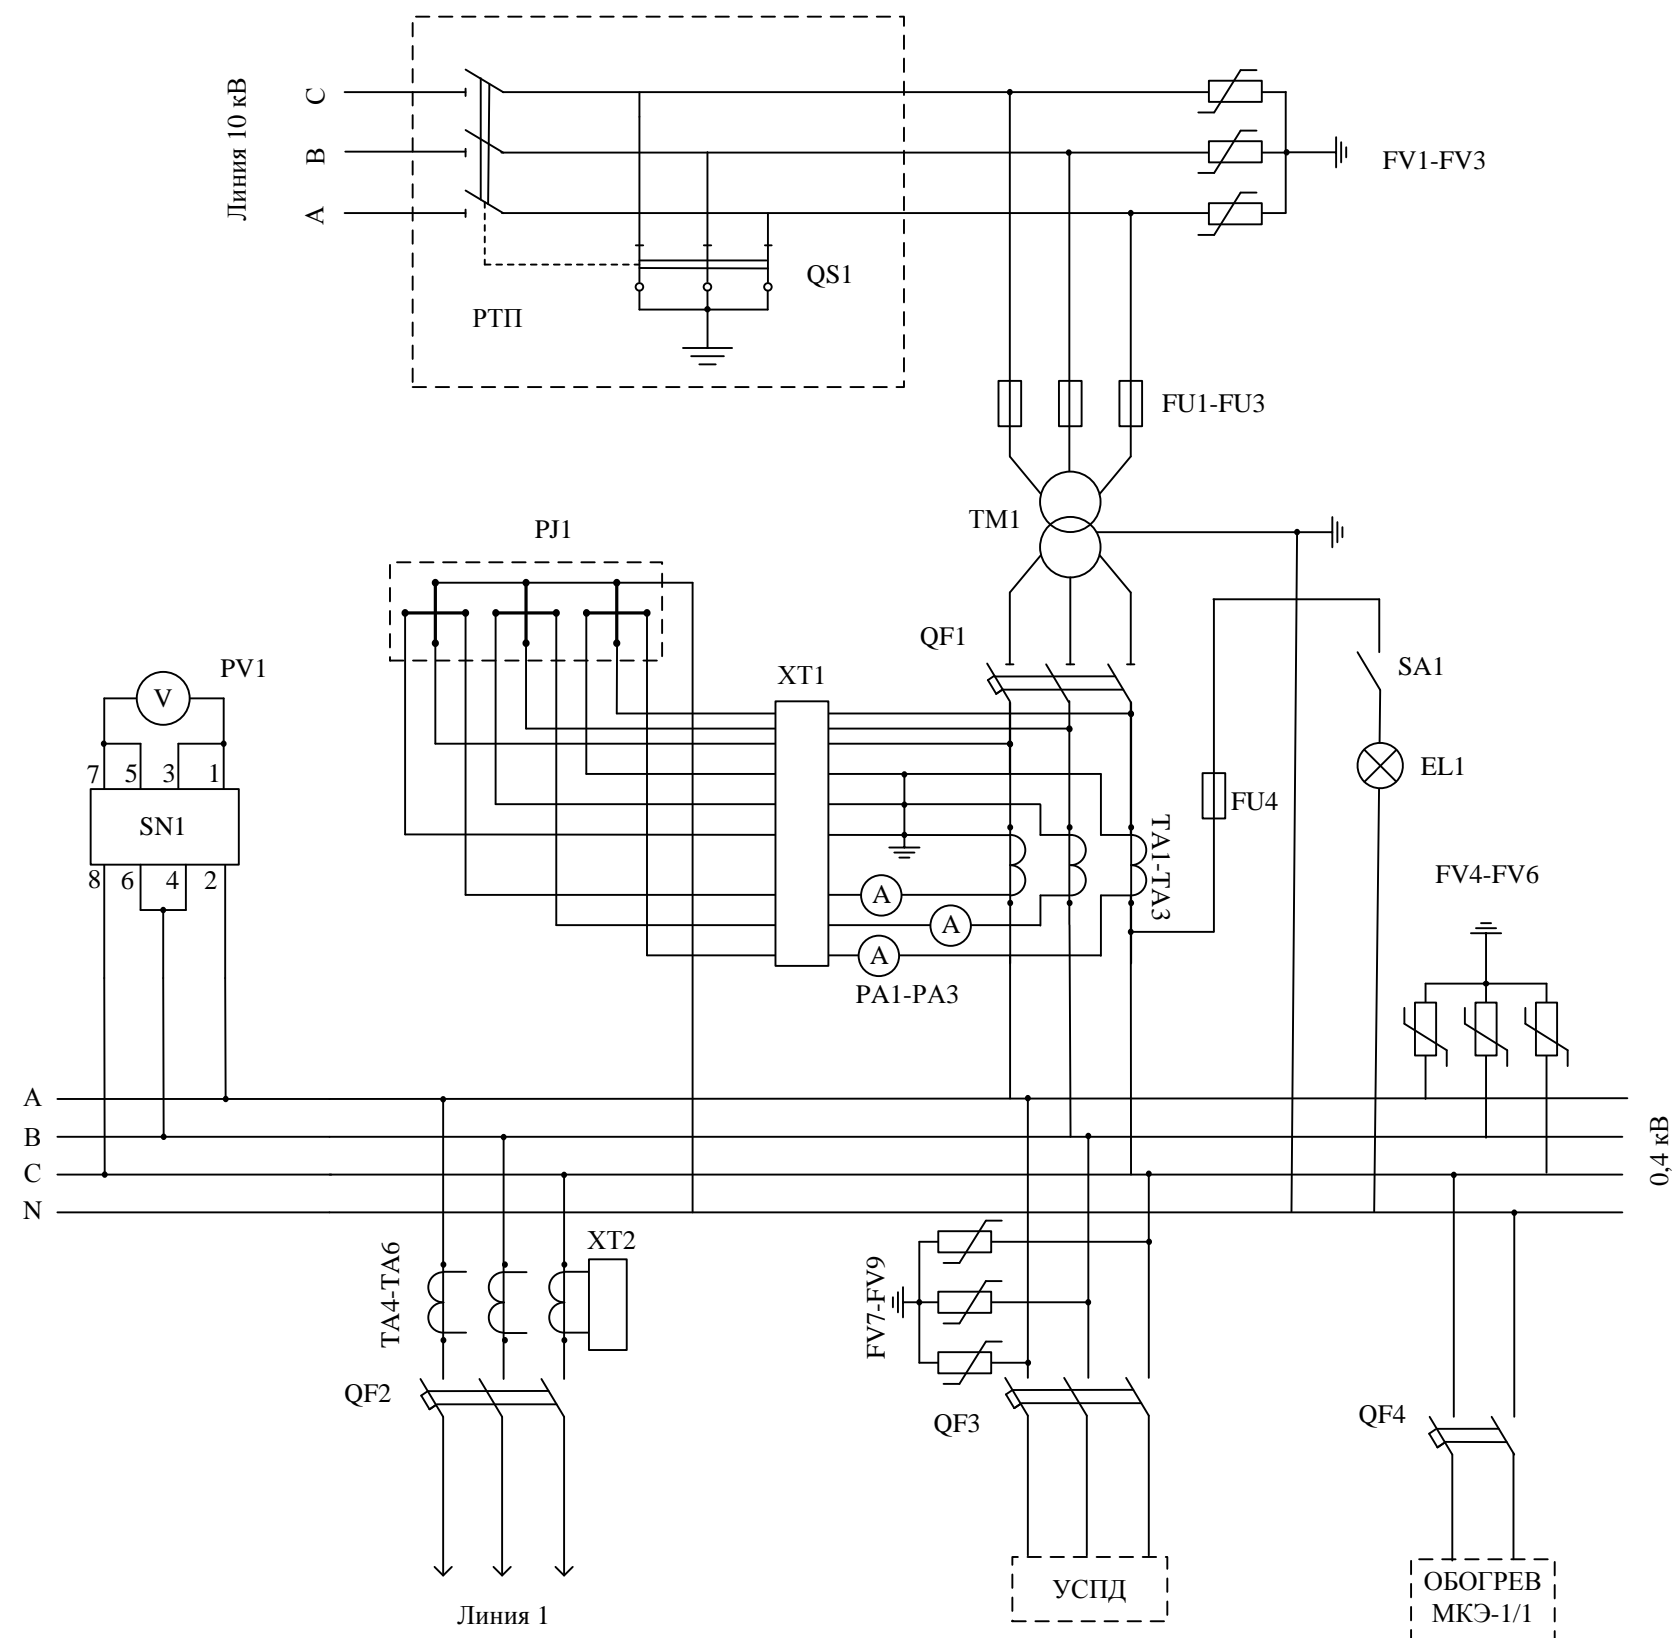 Линия 10 кВ
C
B
A
FV1-FV3
QS1
РТП
FU1-FU3
TM1
PJ1
QF1
PV1
V
XT1
SA1
7 5 3 1
EL1
SN1
FU4
TA1-TA3
8 6 4 2
A
A
A
FV4-FV6
PA1-PA3
A
B
C
N
0,4 кВ
TA4-TA6
XT2
FV7-FV9
QF2
QF3
QF4
УСПД
ОБОГРЕВ
МКЭ-1/1
Линия 1